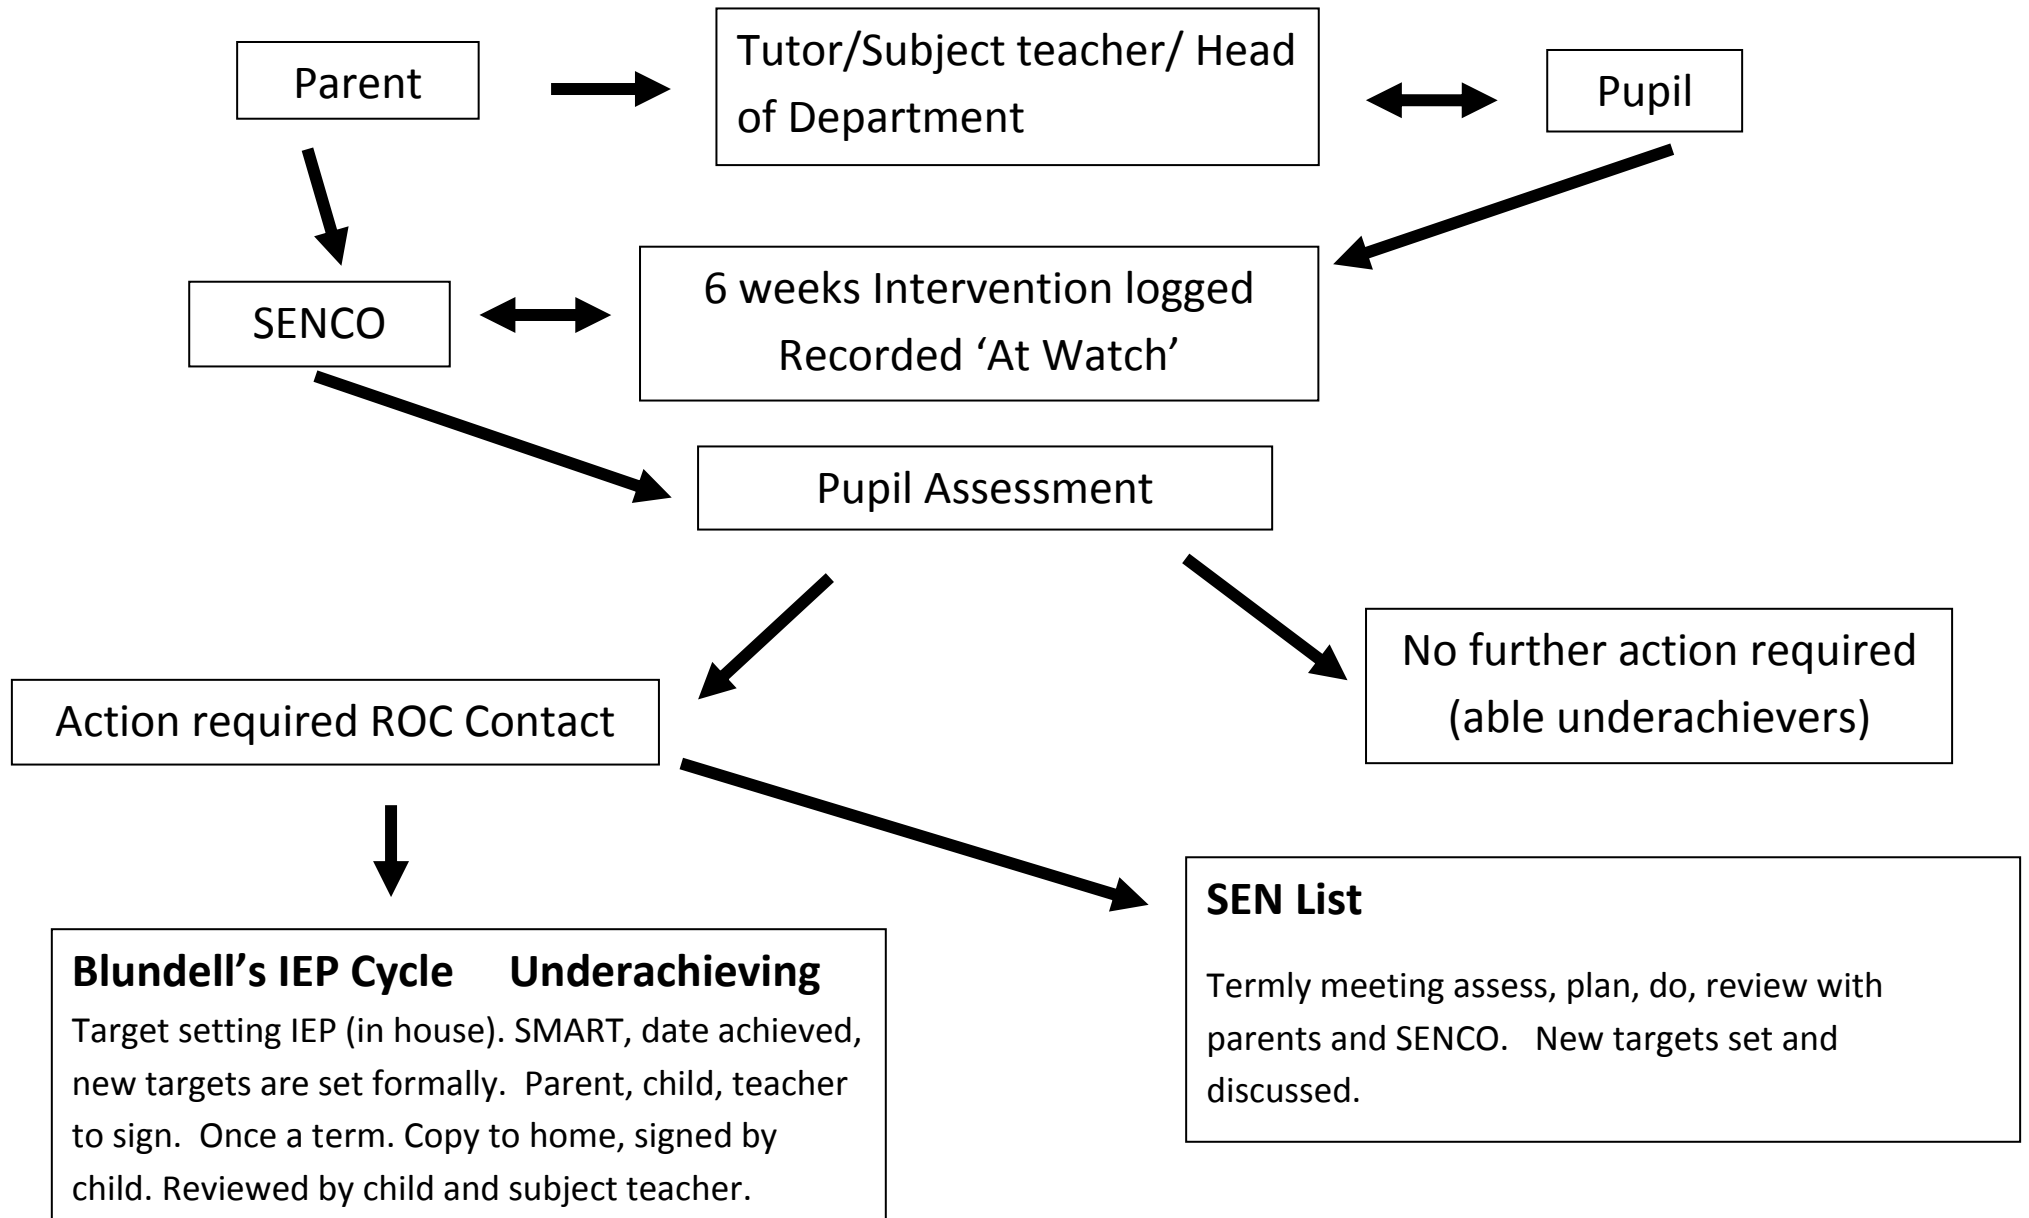 Parent
Tutor/Subject teacher/ Head
of Department
Pupil
SENCO
6 weeks Intervention logged
Recorded ‘At Watch’
Pupil Assessment
Action required ROC Contact
No further action required
(able underachievers)
Blundell’s IEP Cycle Underachieving
Target setting IEP (in house). SMART, date achieved,
new targets are set formally. Parent, child, teacher
to sign. Once a term. Copy to home, signed by
child. Reviewed by child and subject teacher.
SEN List
Termly meeting assess, plan, do, review with
parents and SENCO. New targets set and
discussed.